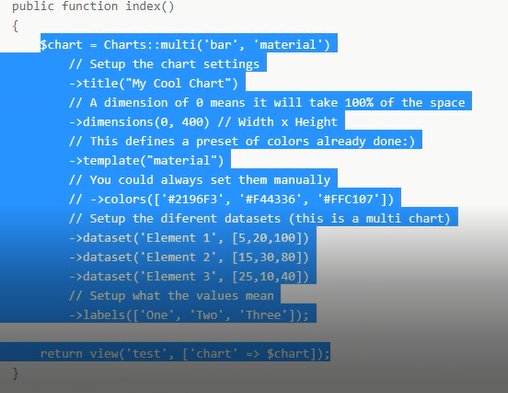 public function index()
{
$chart = Charts::multi('bar', 'material')
// Setup the chart settings
->title("My Cool Chart")
// A dimension of 0 means it will take 100% of the space
->dimensions(0, 400) // Width x Height
// This defines a preset of colors already done:)
->template("material")
// You could always set them manually
// ->colors(['#2196F3', '#F44336', '#FFC107'])
// Setup the diferent datasets (this is a multi chart)
->dataset('Element 1', [5,20,100])
->dataset('Element 2', [15,30,80])
->dataset('Element 3', [25,10,40])
// Setup what the values mean
->labels(['One', 'Two', 'Three']);
return view('test', ['chart' => $chart]);
}